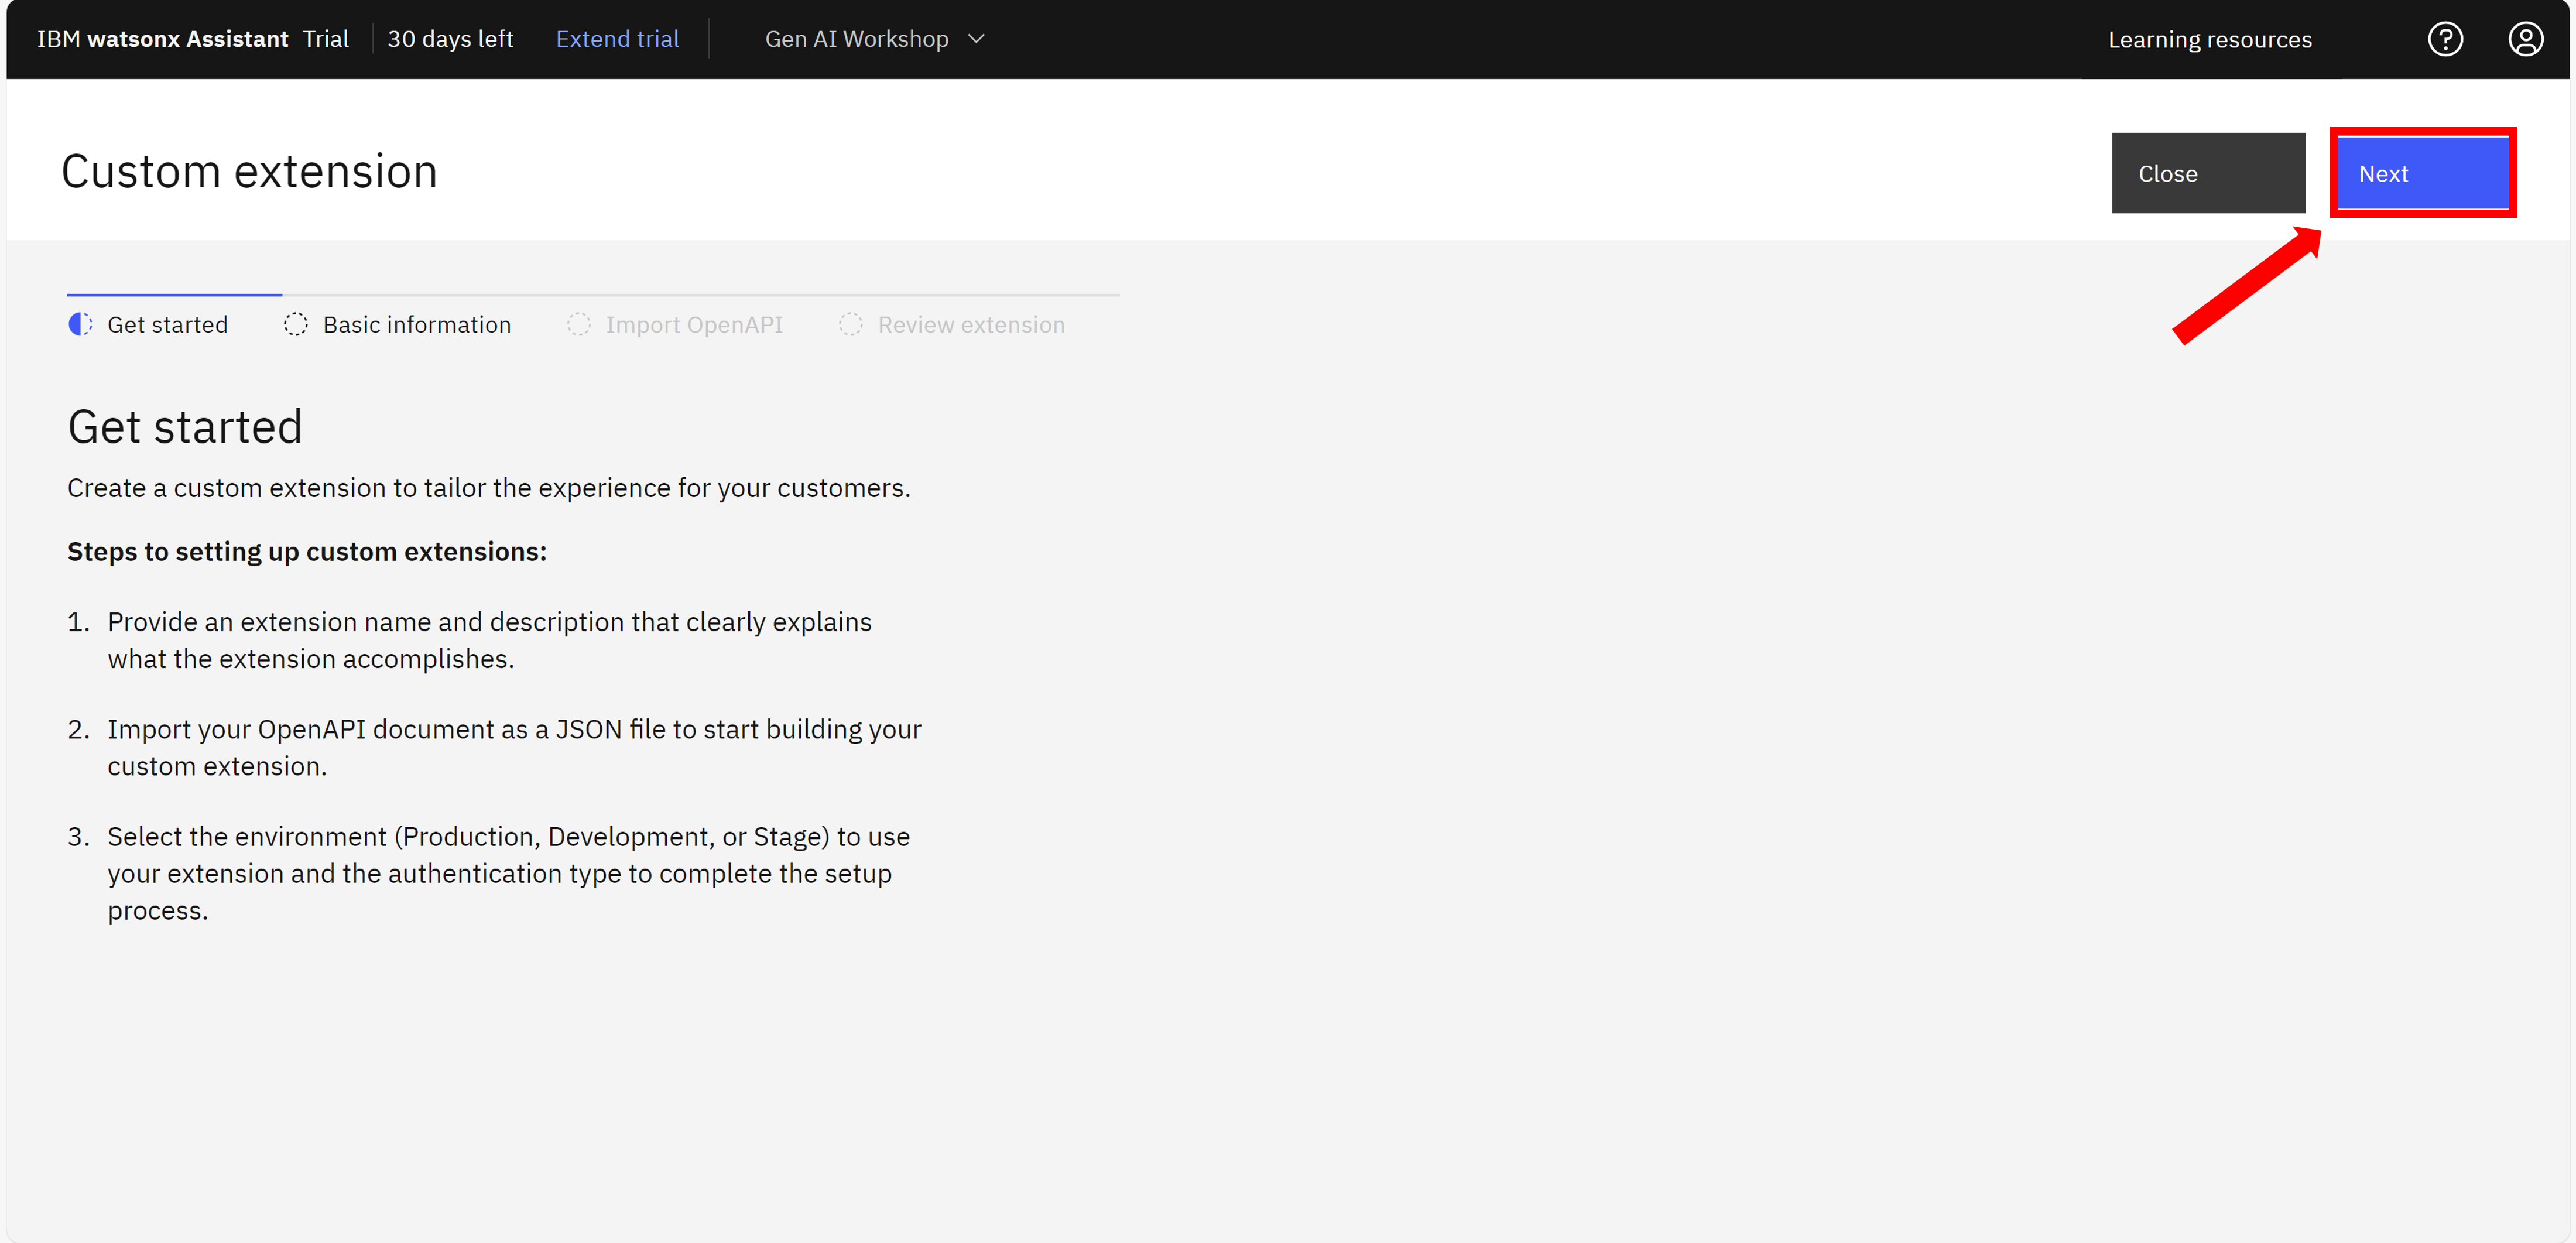 IBM watsonx Assistant Trial 30 days left Extend trial Gen AI Workshop Learning resources
Custom extension
Close Next
Get started Basic information Import OpenAPI Review extension
Get started
Create a custom extension to tailor the experience for your customers.
Steps to setting up custom extensions:
1. Provide an extension name and description that clearly explains
what the extension accomplishes.
2. Import your OpenAPI document as a JSON file to start building your
custom extension.
3. Select the environment (Production, Development, or Stage) to use
your extension and the authentication type to complete the setup
process.